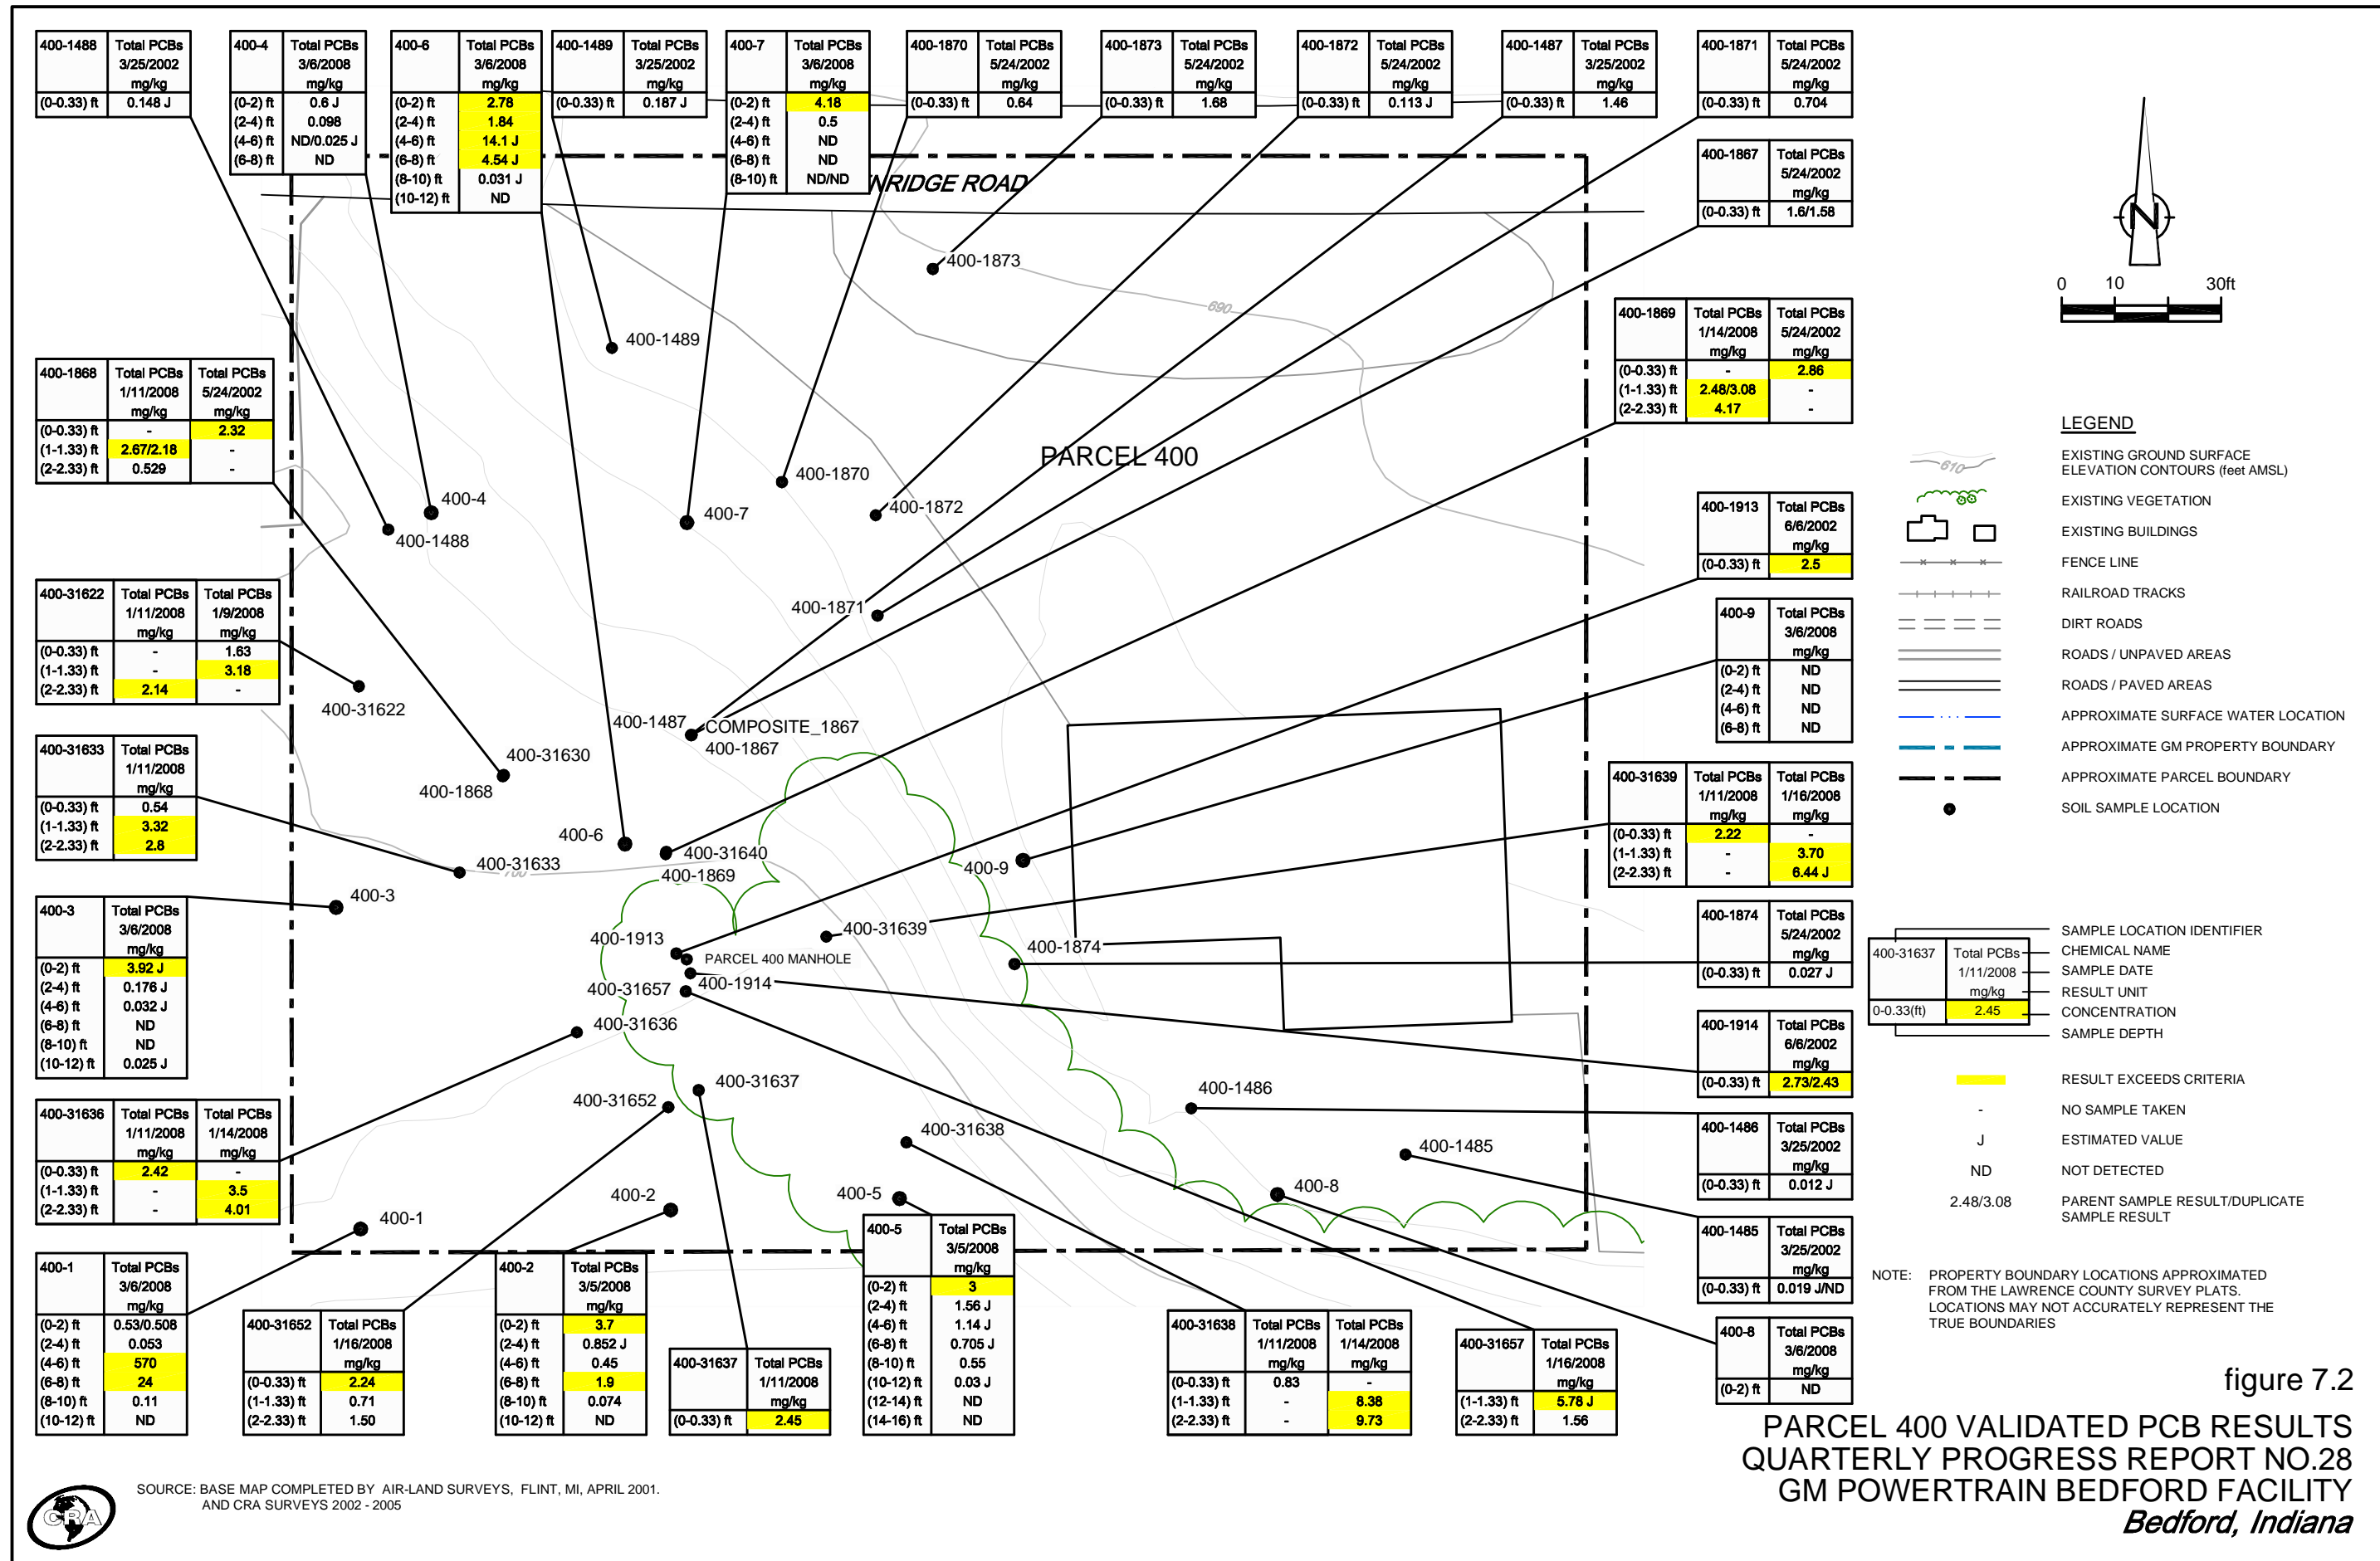 400-1488 Total PCBs
3/25/2002
mg/kg
(0-0.33) ft 0.148 J
400-4 Total PCBs
3/6/2008
mg/kg
(0-2) ft 0.6 J
(2-4) ft 0.098
(4-6) ft ND/0.025 J
(6-8) ft ND
400-6 Total PCBs
3/6/2008
mg/kg
(0-2) ft 2.78
(2-4) ft 1.84
(4-6) ft 14.1 J
(6-8) ft 4.54 J
(8-10) ft 0.031 J
(10-12) ft ND
400-1489 Total PCBs
3/25/2002
mg/kg
(0-0.33) ft 0.187 J
400-7 Total PCBs
3/6/2008
mg/kg
(0-2) ft 4.18
(2-4) ft 0.5
(4-6) ft ND
(6-8) ft ND
(8-10) ft ND/ND
400-1870 Total PCBs
5/24/2002
mg/kg
(0-0.33) ft 0.64
400-1873 Total PCBs
5/24/2002
mg/kg
(0-0.33) ft 1.68
400-1872 Total PCBs
5/24/2002
mg/kg
(0-0.33) ft 0.113 J
400-1487 Total PCBs
3/25/2002
mg/kg
(0-0.33) ft 1.46
400-1871 Total PCBs
5/24/2002
mg/kg
(0-0.33) ft 0.704
400-1867 Total PCBs
5/24/2002
mg/kg
(0-0.33) ft 1.6/1.58
NRIDGE ROAD
N
0 10 30ft
400-1873
690
400-1489
400-1869 Total PCBs Total PCBs
1/14/2008 5/24/2002
mg/kg mg/kg
(0-0.33) ft - 2.86
(1-1.33) ft 2.48/3.08 -
(2-2.33) ft 4.17 -
400-1868 Total PCBs Total PCBs
1/11/2008 5/24/2002
mg/kg mg/kg
(0-0.33) ft - 2.32
(1-1.33) ft 2.67/2.18 -
(2-2.33) ft 0.529 -
PARCEL 400
400-1870
400-4
400-7
400-1872
400-1488
LEGEND
610
EXISTING GROUND SURFACE
ELEVATION CONTOURS (feet AMSL)
EXISTING VEGETATION
EXISTING BUILDINGS
FENCE LINE
RAILROAD TRACKS
DIRT ROADS
ROADS / UNPAVED AREAS
ROADS / PAVED AREAS
APPROXIMATE SURFACE WATER LOCATION
APPROXIMATE GM PROPERTY BOUNDARY
APPROXIMATE PARCEL BOUNDARY
SOIL SAMPLE LOCATION
400-1913 Total PCBs
6/6/2002
mg/kg
(0-0.33) ft 2.5
400-31622 Total PCBs Total PCBs
1/11/2008 1/9/2008
mg/kg mg/kg
(0-0.33) ft - 1.63
(1-1.33) ft - 3.18
(2-2.33) ft 2.14 -
400-1871
400-9 Total PCBs
3/6/2008
mg/kg
(0-2) ft ND
(2-4) ft ND
(4-6) ft ND
(6-8) ft ND
400-31622
400-1487
COMPOSITE_1867
400-1867
400-31630
400-1868
400-31633 Total PCBs
1/11/2008
mg/kg
(0-0.33) ft 0.54
(1-1.33) ft 3.32
(2-2.33) ft 2.8
400-31639 Total PCBs Total PCBs
1/11/2008 1/16/2008
mg/kg mg/kg
(0-0.33) ft 2.22 -
(1-1.33) ft - 3.70
(2-2.33) ft - 6.44 J
400-6
400-31640
400-1869
400-31633
700
400-9
400-3
400-3 Total PCBs
3/6/2008
mg/kg
(0-2) ft 3.92 J
(2-4) ft 0.176 J
(4-6) ft 0.032 J
(6-8) ft ND
(8-10) ft ND
(10-12) ft 0.025 J
400-1913
400-31639
400-1874
PARCEL 400 MANHOLE
400-31657
400-1914
400-31636
400-1874 Total PCBs
5/24/2002
mg/kg
(0-0.33) ft 0.027 J
SAMPLE LOCATION IDENTIFIER
400-31637 Total PCBs CHEMICAL NAME
1/11/2008 SAMPLE DATE
mg/kg RESULT UNIT
0-0.33(ft) 2.45 CONCENTRATION
SAMPLE DEPTH
400-1914 Total PCBs
6/6/2002
mg/kg
(0-0.33) ft 2.73/2.43
RESULT EXCEEDS CRITERIA
- NO SAMPLE TAKEN
J ESTIMATED VALUE
ND NOT DETECTED
2.48/3.08 PARENT SAMPLE RESULT/DUPLICATE
SAMPLE RESULT
400-31637
400-31652
400-1486
400-31638
400-1485
400-31636 Total PCBs Total PCBs
1/11/2008 1/14/2008
mg/kg mg/kg
(0-0.33) ft 2.42 -
(1-1.33) ft - 3.5
(2-2.33) ft - 4.01
400-1486 Total PCBs
3/25/2002
mg/kg
(0-0.33) ft 0.012 J
400-1
400-2
400-5
400-8
400-1485 Total PCBs
3/25/2002
mg/kg
(0-0.33) ft 0.019 J/ND
NOTE: PROPERTY BOUNDARY LOCATIONS APPROXIMATED
FROM THE LAWRENCE COUNTY SURVEY PLATS.
LOCATIONS MAY NOT ACCURATELY REPRESENT THE
TRUE BOUNDARIES
400-1 Total PCBs
3/6/2008
mg/kg
(0-2) ft 0.53/0.508
(2-4) ft 0.053
(4-6) ft 570
(6-8) ft 24
(8-10) ft 0.11
(10-12) ft ND
400-31652 Total PCBs
1/16/2008
mg/kg
(0-0.33) ft 2.24
(1-1.33) ft 0.71
(2-2.33) ft 1.50
400-2 Total PCBs
3/5/2008
mg/kg
(0-2) ft 3.7
(2-4) ft 0.852 J
(4-6) ft 0.45
(6-8) ft 1.9
(8-10) ft 0.074
(10-12) ft ND
400-31637 Total PCBs
1/11/2008
mg/kg
(0-0.33) ft 2.45
400-5 Total PCBs
3/5/2008
mg/kg
(0-2) ft 3
(2-4) ft 1.56 J
(4-6) ft 1.14 J
(6-8) ft 0.705 J
(8-10) ft 0.55
(10-12) ft 0.03 J
(12-14) ft ND
(14-16) ft ND
400-31638 Total PCBs Total PCBs
1/11/2008 1/14/2008
mg/kg mg/kg
(0-0.33) ft 0.83 -
(1-1.33) ft - 8.38
(2-2.33) ft - 9.73
400-31657 Total PCBs
1/16/2008
mg/kg
(1-1.33) ft 5.78 J
(2-2.33) ft 1.56
400-8 Total PCBs
3/6/2008
mg/kg
(0-2) ft ND
figure 7.2
PARCEL 400 VALIDATED PCB RESULTS
QUARTERLY PROGRESS REPORT NO.28
GM POWERTRAIN BEDFORD FACILITY
Bedford, Indiana
CRA
SOURCE: BASE MAP COMPLETED BY AIR-LAND SURVEYS, FLINT, MI, APRIL 2001.
AND CRA SURVEYS 2002 - 2005